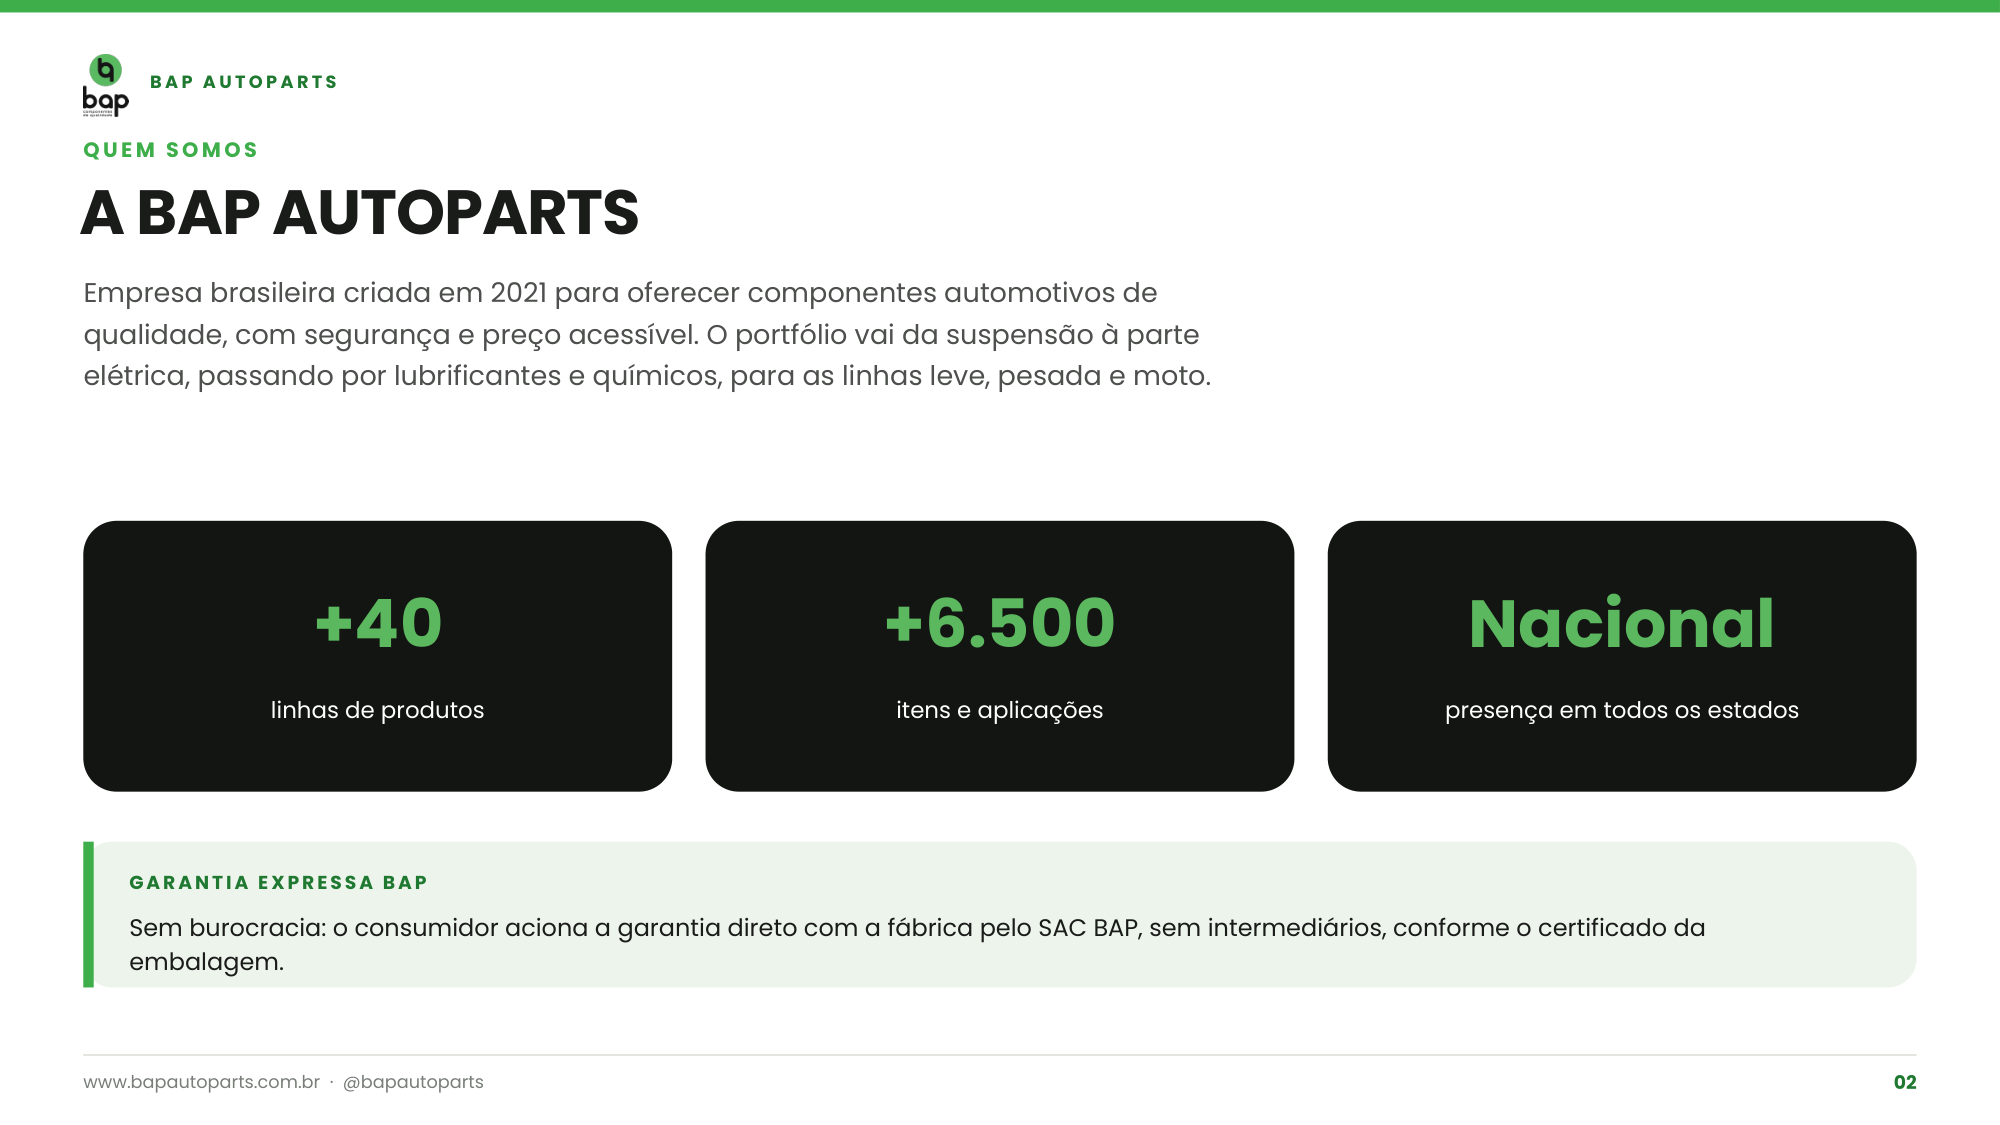 bap
componentes
de qualidade
BAP AUTOPARTS
QUEM SOMOS
A BAP AUTOPARTS
Empresa brasileira criada em 2021 para oferecer componentes automotivos de
qualidade, com segurança e preço acessível. O portfólio vai da suspensão à parte
elétrica, passando por lubrificantes e químicos, para as linhas leve, pesada e moto.
+40
linhas de produtos
+6.500
itens e aplicações
Nacional
presença em todos os estados
GARANTIA EXPRESSA BAP
Sem burocracia: o consumidor aciona a garantia direto com a fábrica pelo SAC BAP, sem intermediários, conforme o certificado da
embalagem.
www.bapautoparts.com.br · @bapautoparts
02